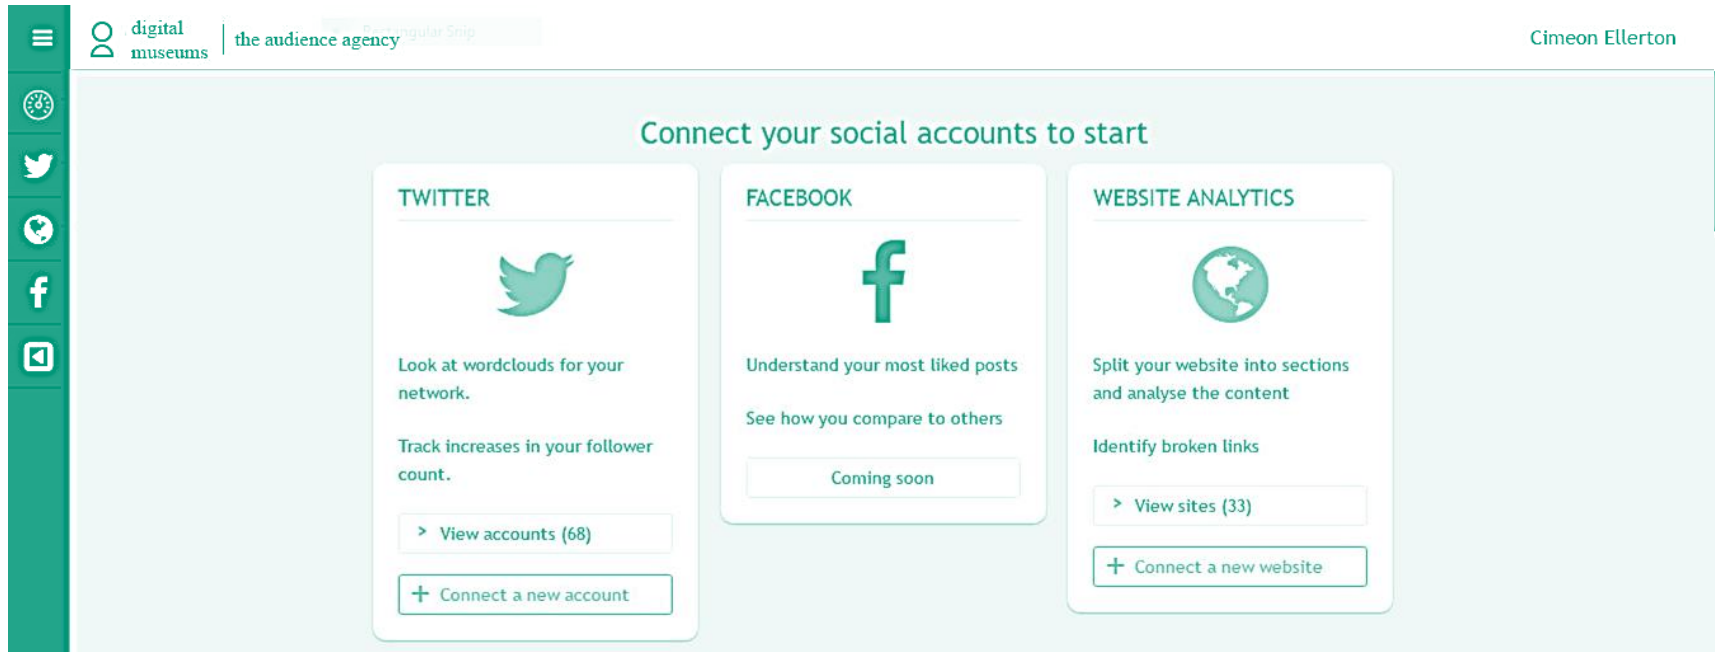 digital
museums
the audience agency
Rectangular Snip
Cimeon Ellerton
Connect your social accounts to start
TWITTER
Look at wordclouds for your
network.
Track increases in your follower
count.
> View accounts (68)
+ Connect a new account
FACEBOOK
Understand your most liked posts
See how you compare to others
Coming soon
WEBSITE ANALYTICS
Split your website into sections
and analyse the content
Identify broken links
> View sites (33)
+ Connect a new website